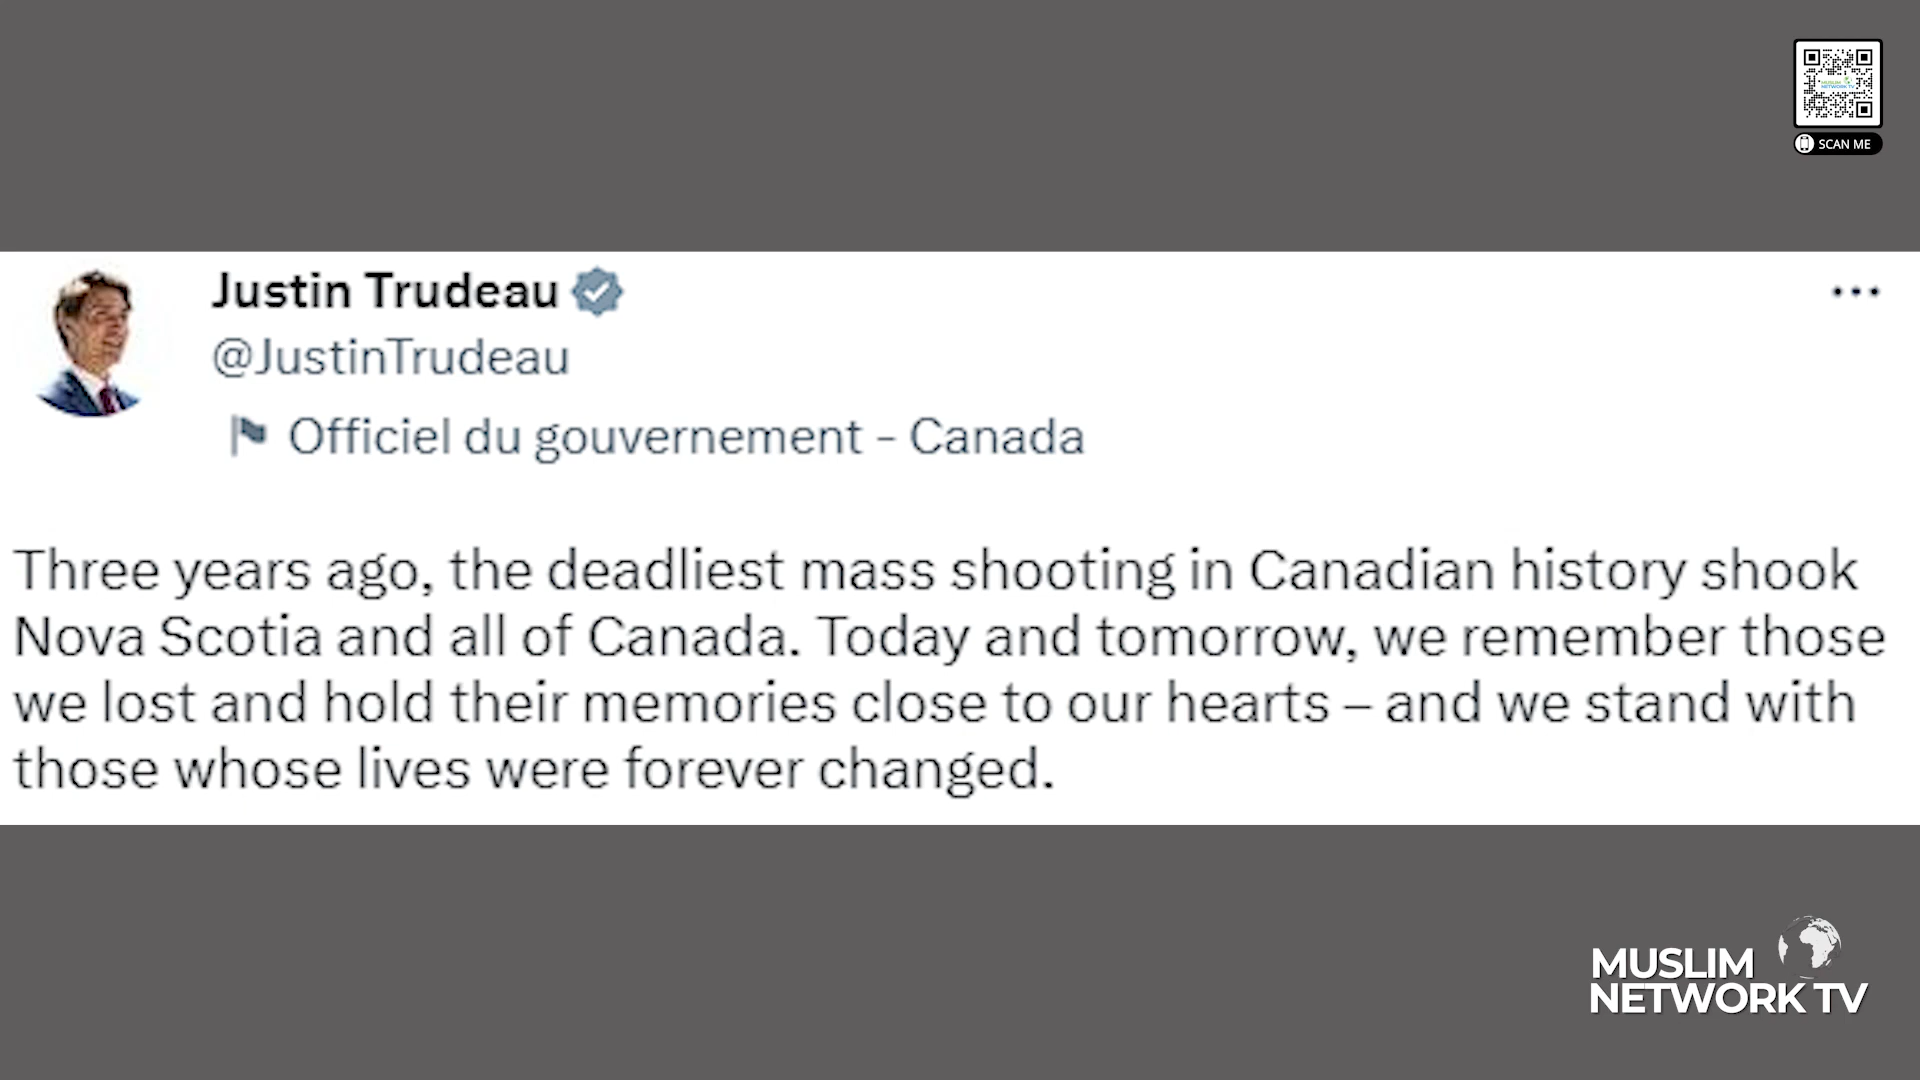 SCAN ME
Justin Trudeau
@JustinTrudeau
Officiel du gouvernement - Canada
Three years ago, the deadliest mass shooting in Canadian history shook
Nova Scotia and all of Canada. Today and tomorrow, we remember those
we lost and hold their memories close to our hearts – and we stand with
those whose lives were forever changed.
MUSLIM
NETWORK TV